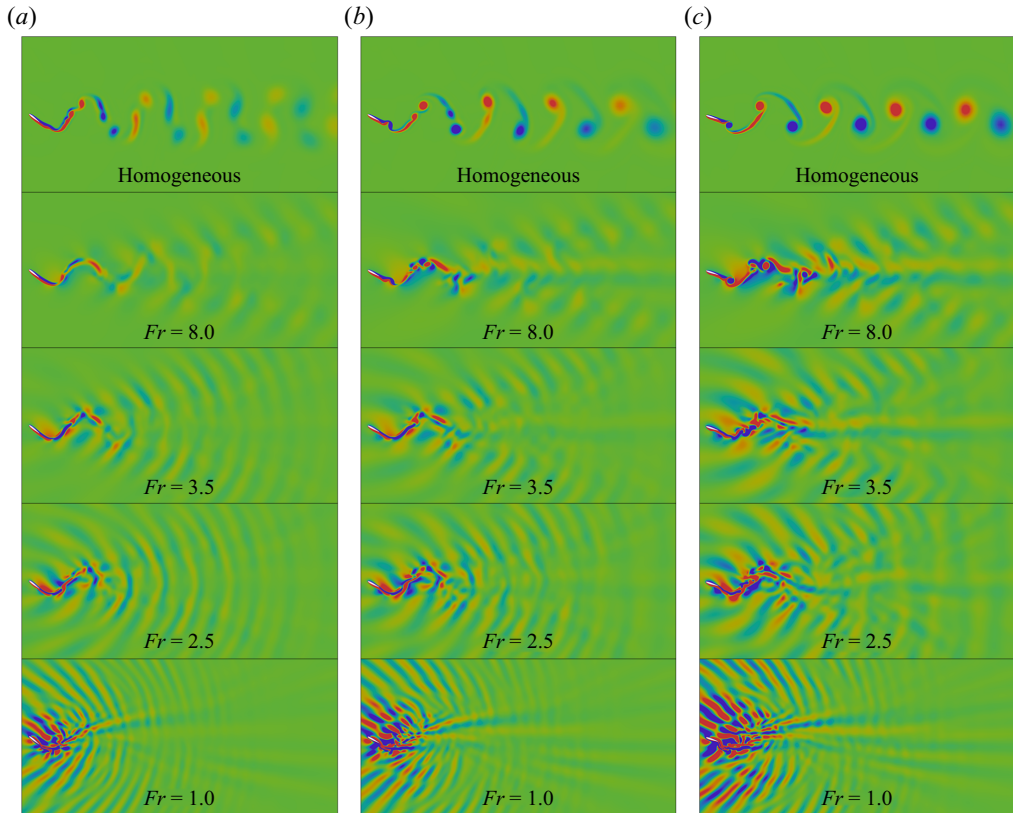 (a) (b) (c)
Homogeneous Homogeneous Homogeneous
Fr = 8.0 Fr = 8.0 Fr = 8.0
Fr = 3.5 Fr = 3.5 Fr = 3.5
Fr = 2.5 Fr = 2.5 Fr = 2.5
Fr = 1.0 Fr = 1.0 Fr = 1.0